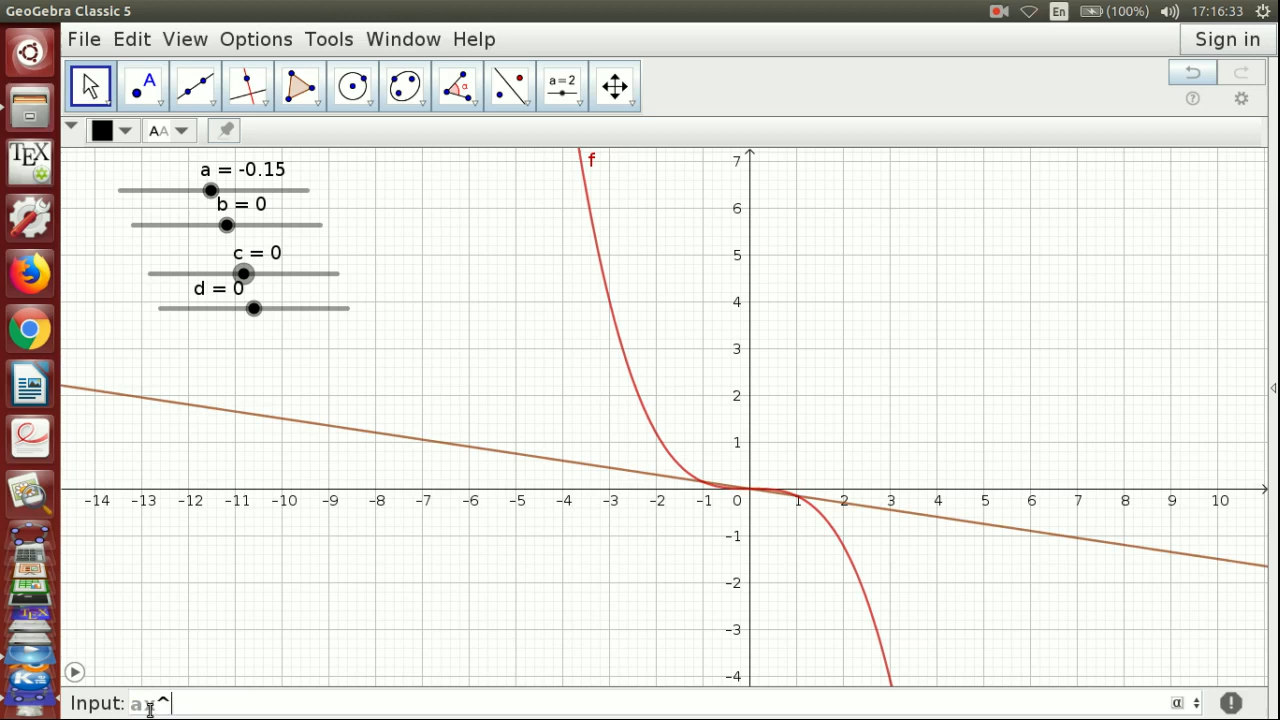 GeoGebra Classic 5
En (100%) 17:16:33
File Edit View Options Tools Window Help Sign in
A α a=2
AA
a = -0.15
b = 0
c = 0
d = 0
f
7
6
5
4
3
2
1
-14 -13 -12 -11 -10 -9 -8 -7 -6 -5 -4 -3 -2 -1 0 1 2 3 4 5 6 7 8 9 10
-1
-2
-3
-4
TEX
Input: ax^
α